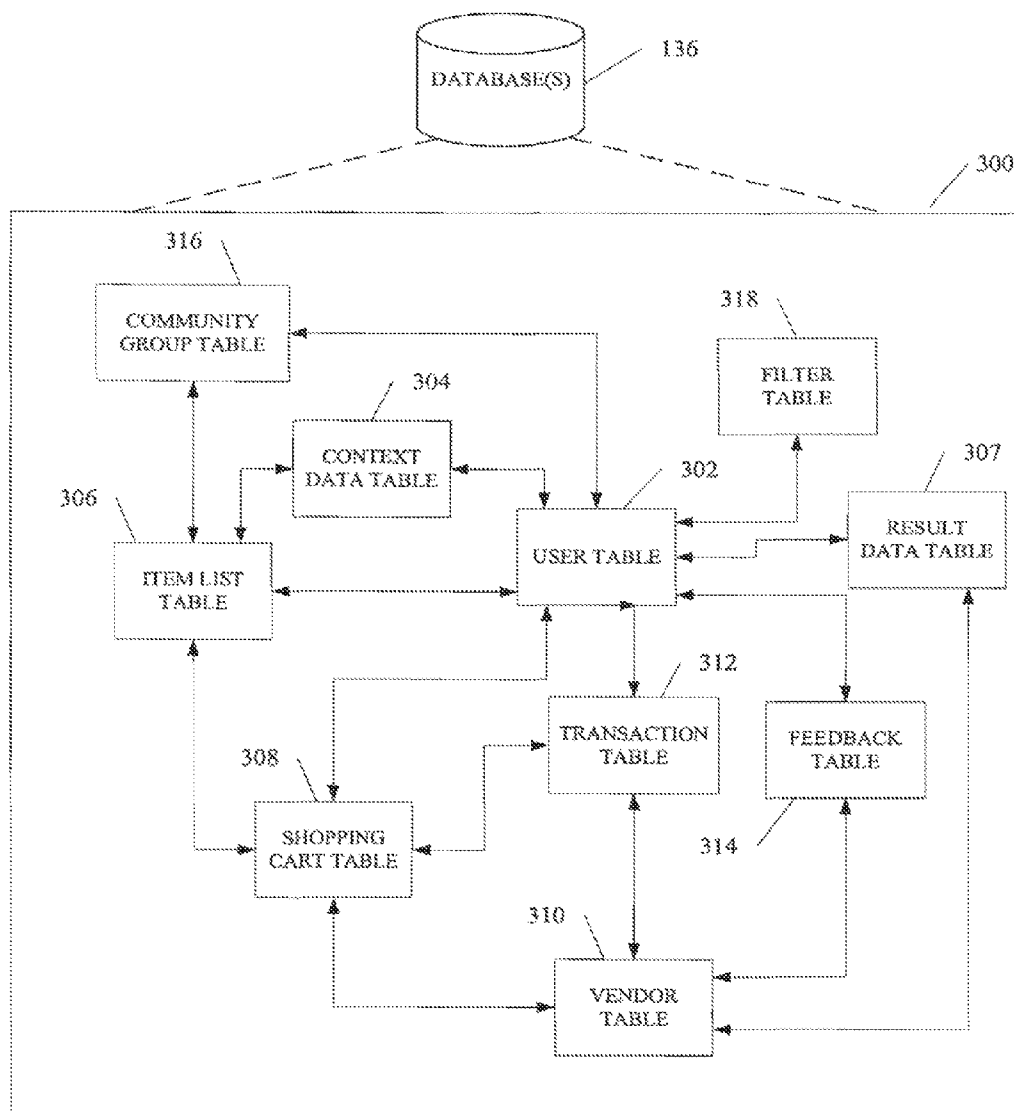 DATABASE(S)
136
300
316
COMMUNITY
GROUP TABLE
318
FILTER
TABLE
304
CONTEXT
DATA TABLE
302
USER TABLE
307
RESULT
DATA TABLE
306
ITEM LIST
TABLE
312
TRANSACTION
TABLE
FEEDBACK
TABLE
314
308
SHOPPING
CART TABLE
310
VENDOR
TABLE